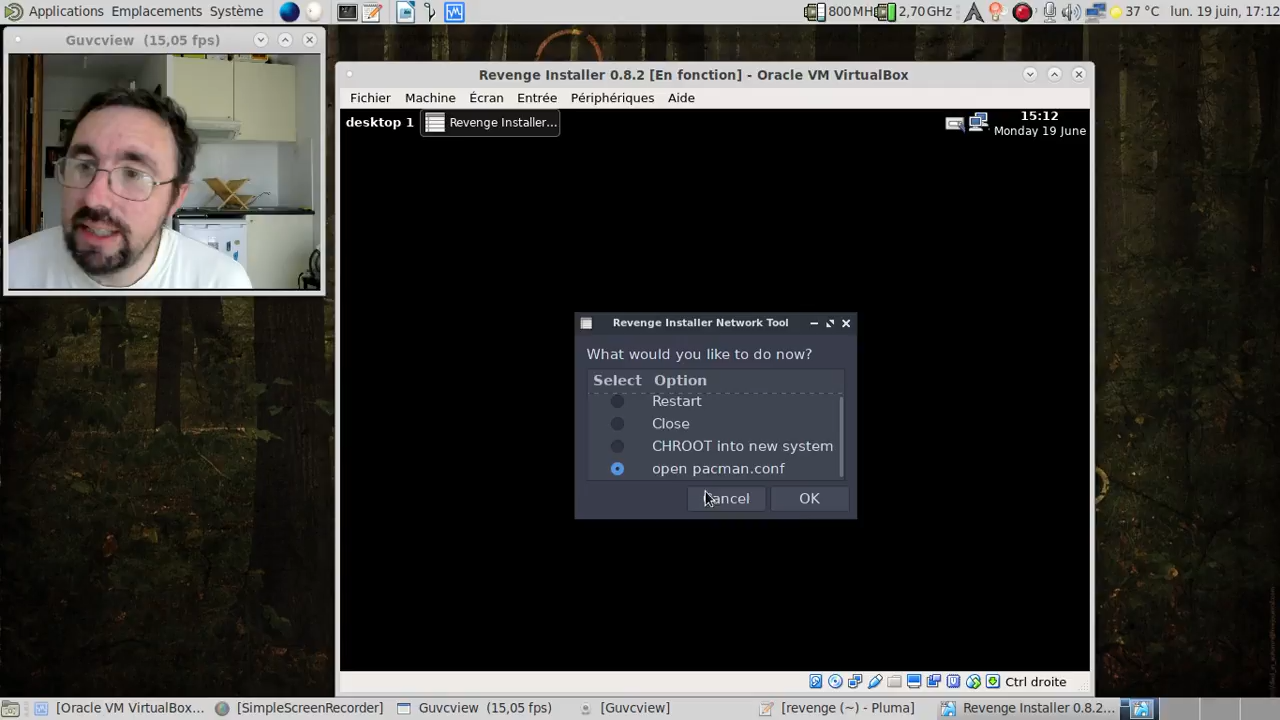 Applications Emplacements Système 800 MHz 2,70 GHz 37 °C lun. 19 juin, 17:12
Guvcview (15,05 fps)
Revenge Installer 0.8.2 [En fonction] - Oracle VM VirtualBox
Fichier Machine Écran Entrée Périphériques Aide
desktop 1 Revenge Installer... 15:12
Monday 19 June
Revenge Installer Network Tool
What would you like to do now?
Select Option
Restart
Close
CHROOT into new system
open pacman.conf
Cancel OK
Ctrl droite
[Oracle VM VirtualBox... [SimpleScreenRecorder] Guvcview (15,05 fps) [Guvcview] [revenge (~) - Pluma] Revenge Installer 0.8.2...